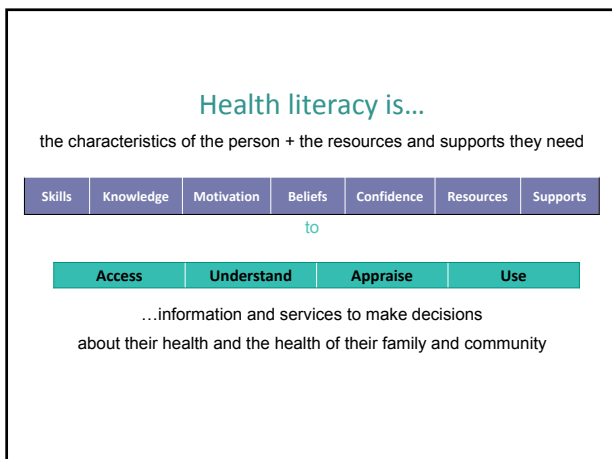 Health literacy is…
the characteristics of the person + the resources and supports they need
Skills Knowledge Motivation Beliefs Confidence Resources Supports
to
Access Understand Appraise Use
…information and services to make decisions
about their health and the health of their family and community